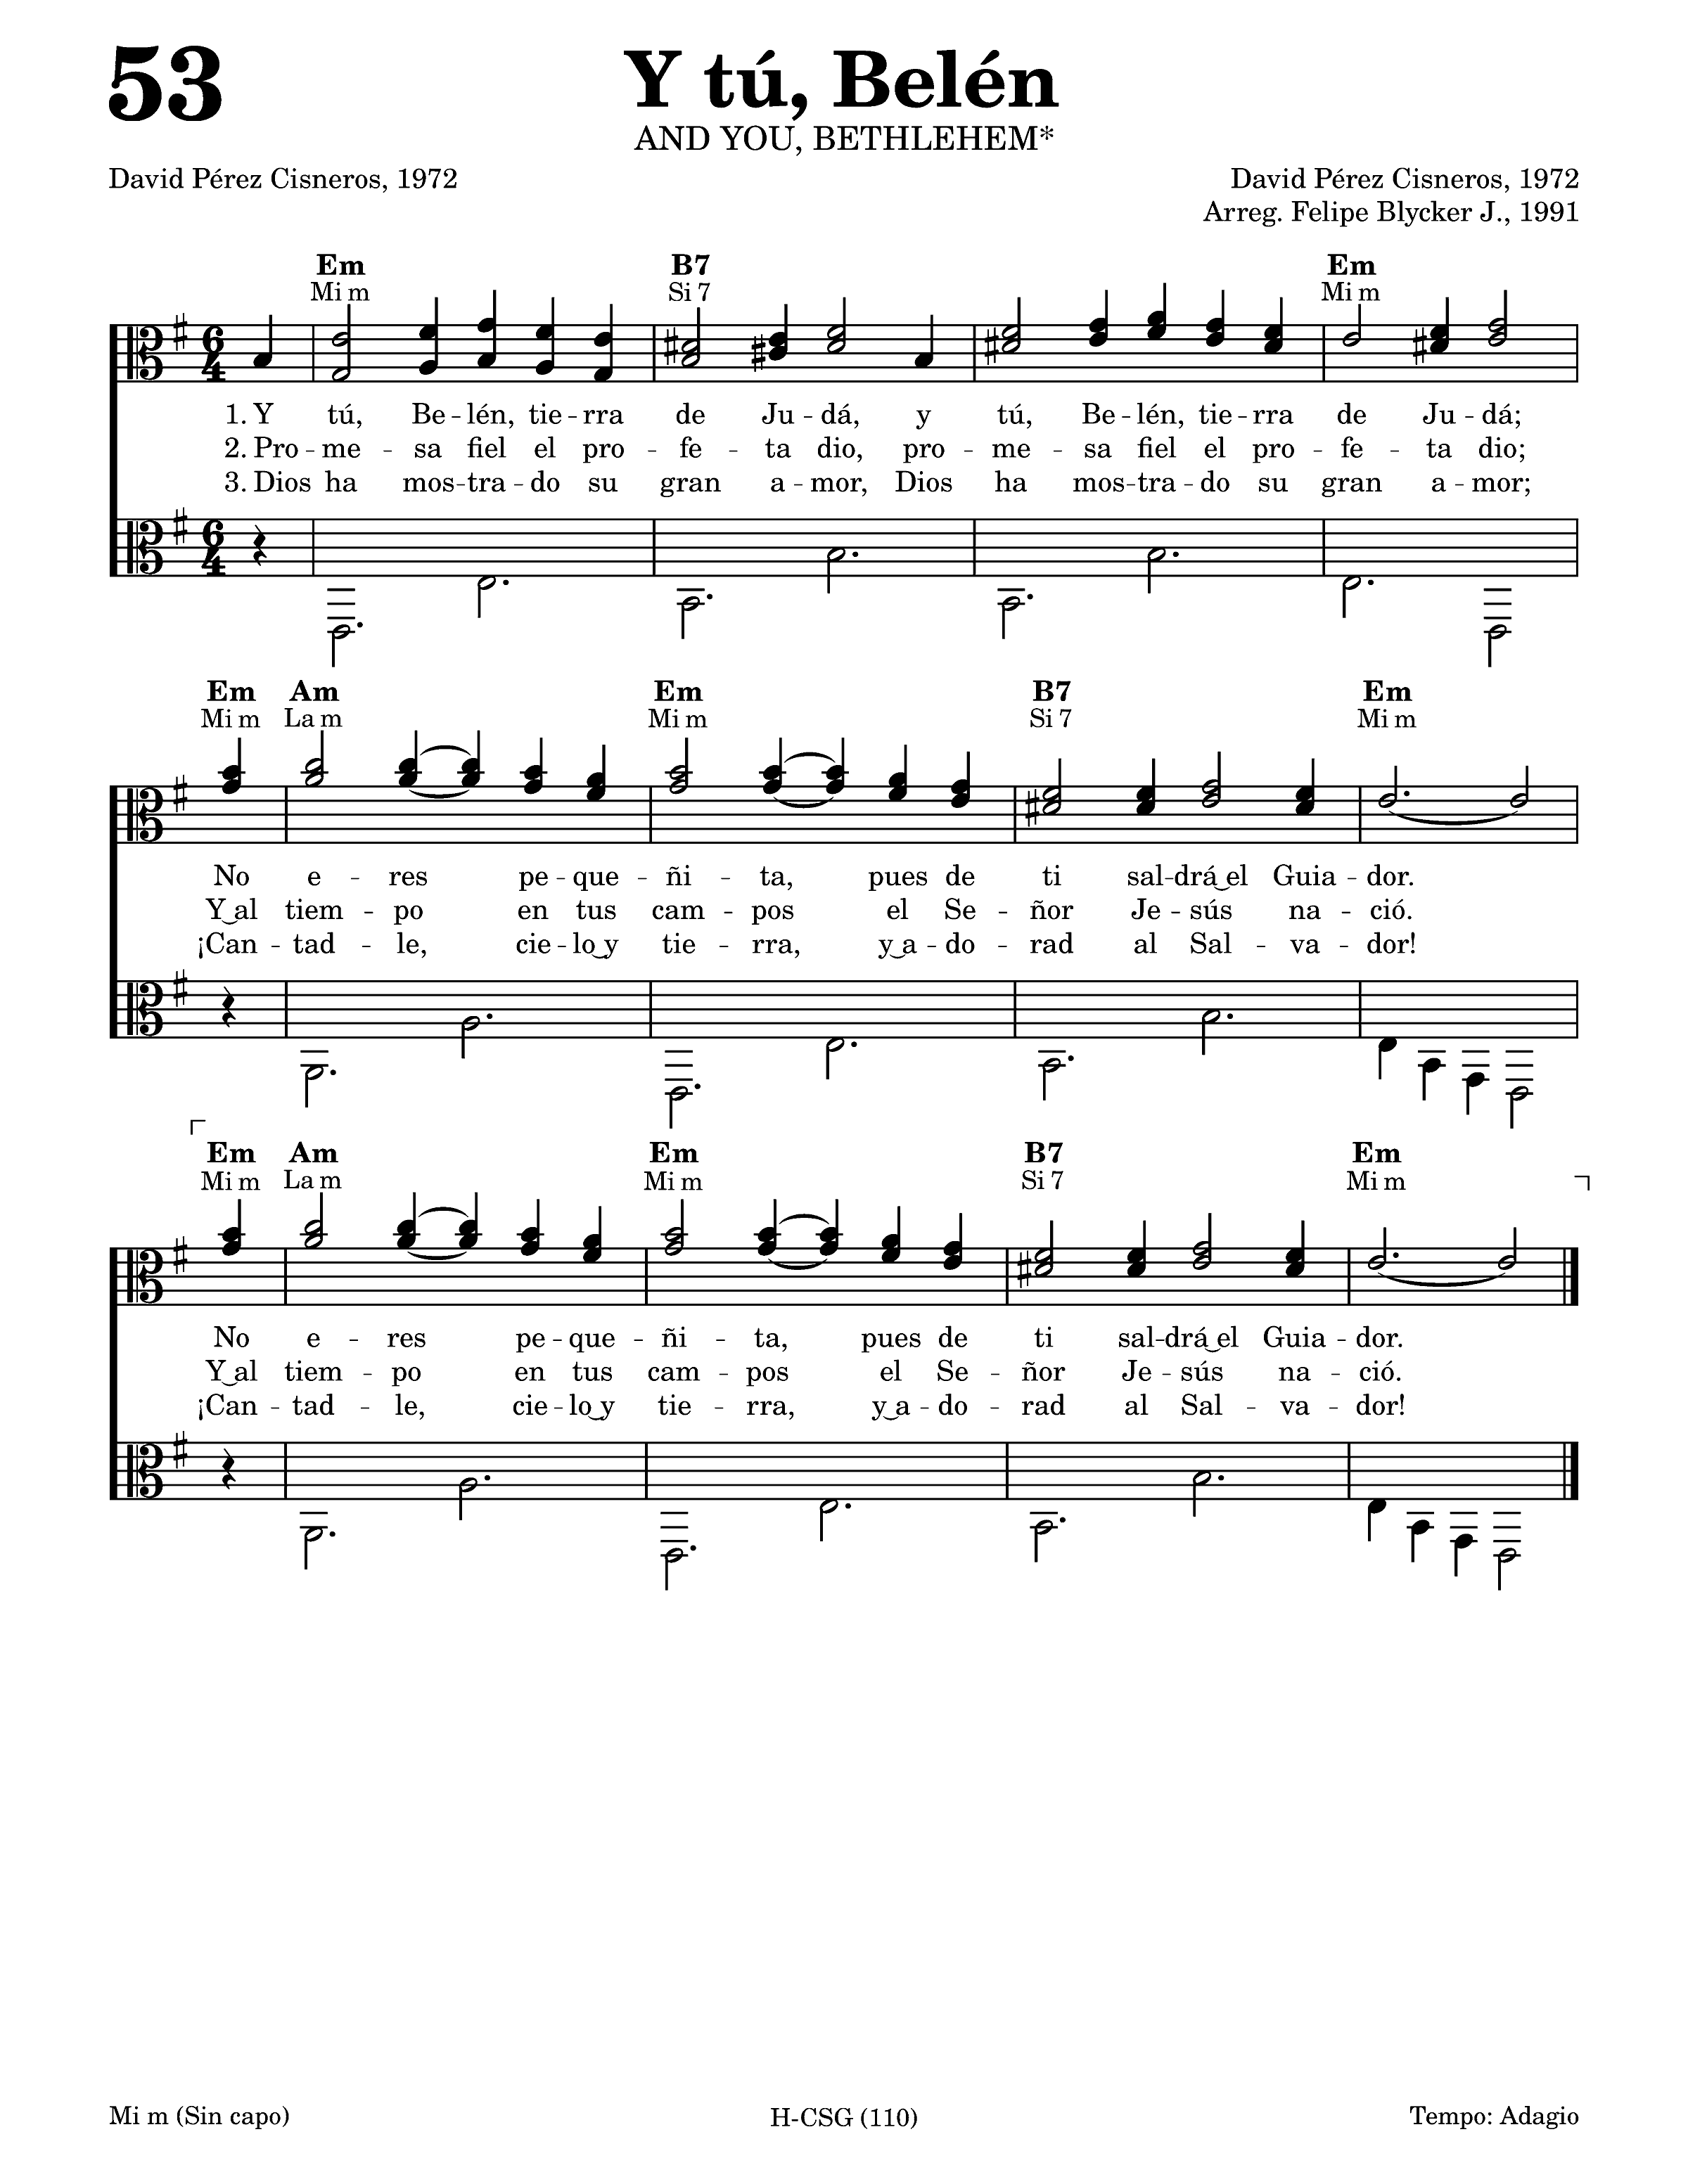 53
Y tú, Belén
AND YOU, BETHLEHEM*
David Pérez Cisneros, 1972
David Pérez Cisneros, 1972
Arreg. Felipe Blycker J., 1991
Em B7 Em
Mi m Si 7 Mi m
6 4
1. Y tú, Be - lén, tie - rra de Ju - dá, y tú, Be - lén, tie - rra de Ju - dá;
2. Pro - me - sa fiel el pro - fe - ta dio, pro - me - sa fiel el pro - fe - ta dio;
3. Dios ha mos - tra - do su gran a - mor, Dios ha mos - tra - do su gran a - mor;
6 4
Em Am Em B7 Em
Mi m La m Mi m Si 7 Mi m
No e - res pe - que - ñi - ta, pues de ti sal - drá‿el Guia - dor.
Y‿al tiem - po en tus cam - pos el Se - ñor Je - sús na - ció.
¡Can - tad - le, cie - lo‿y tie - rra, y‿a - do - rad al Sal - va - dor!
Em Am Em B7 Em
Mi m La m Mi m Si 7 Mi m
No e - res pe - que - ñi - ta, pues de ti sal - drá‿el Guia - dor.
Y‿al tiem - po en tus cam - pos el Se - ñor Je - sús na - ció.
¡Can - tad - le, cie - lo‿y tie - rra, y‿a - do - rad al Sal - va - dor!
Mi m (Sin capo)
H-CSG (110)
Tempo: Adagio